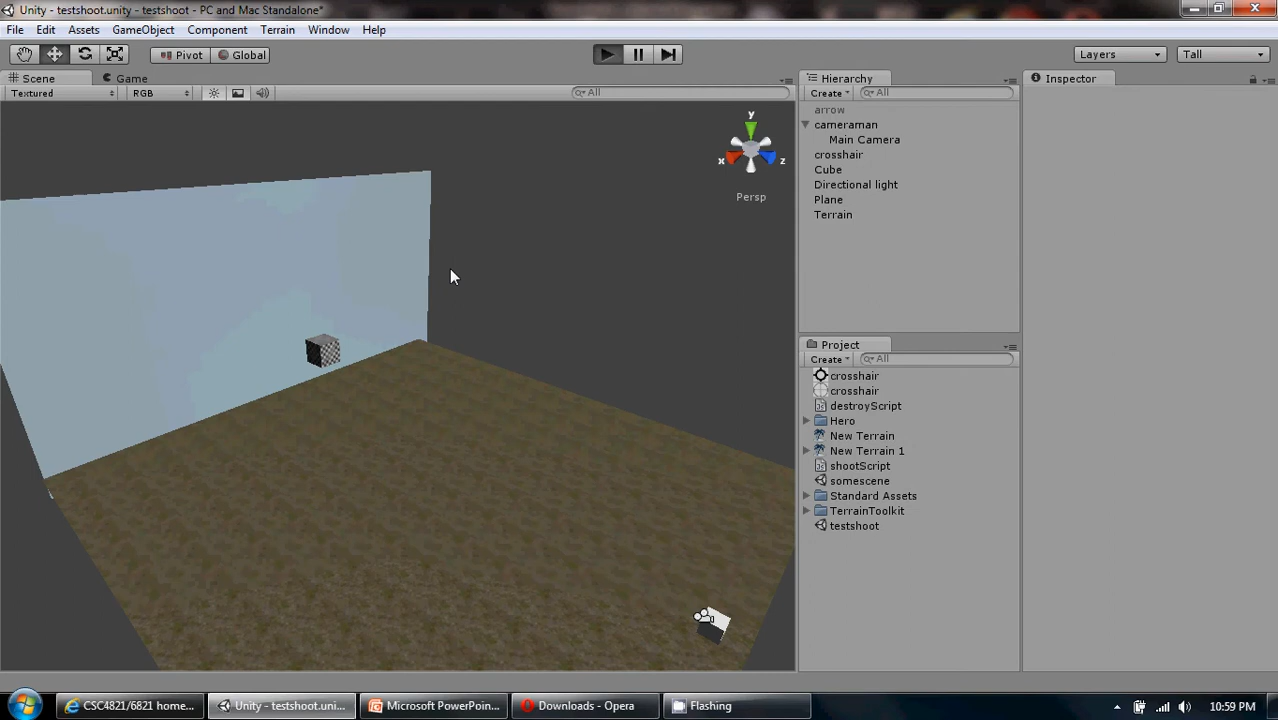 Unity - testshoot.unity - testshoot - PC and Mac Standalone*
File Edit Assets GameObject Component Terrain Window Help
Pivot Global Layers Tall
Scene Game
Textured RGB All
y
x z
Persp
Hierarchy
Create All
arrow
cameraman
Main Camera
crosshair
Cube
Directional light
Plane
Terrain
Project
Create All
crosshair
crosshair
destroyScript
Hero
New Terrain
New Terrain 1
shootScript
somescene
Standard Assets
TerrainToolkit
testshoot
Inspector
CSC4821/6821 home... Unity - testshoot.uni... Microsoft PowerPoin... Downloads - Opera Flashing 10:59 PM